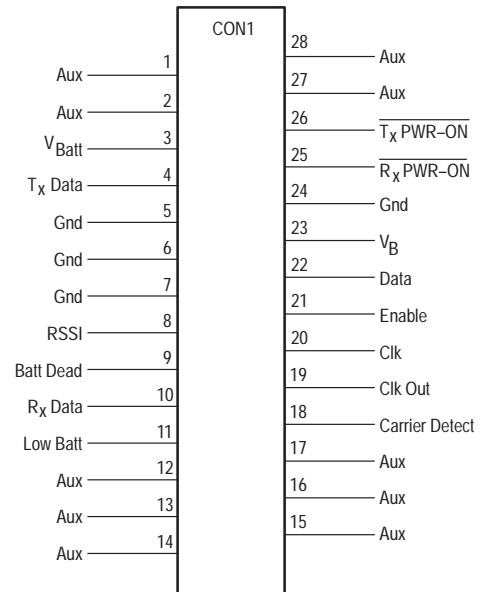 CON1
1 Aux
2 Aux
3 VBatt
4 Tx Data
5 Gnd
6 Gnd
7 Gnd
8 RSSI
9 Batt Dead
10 Rx Data
11 Low Batt
12 Aux
13 Aux
14 Aux
28 Aux
27 Aux
26 Tx PWR–ON
25 Rx PWR–ON
24 Gnd
23 VB
22 Data
21 Enable
20 Clk
19 Clk Out
18 Carrier Detect
17 Aux
16 Aux
15 Aux